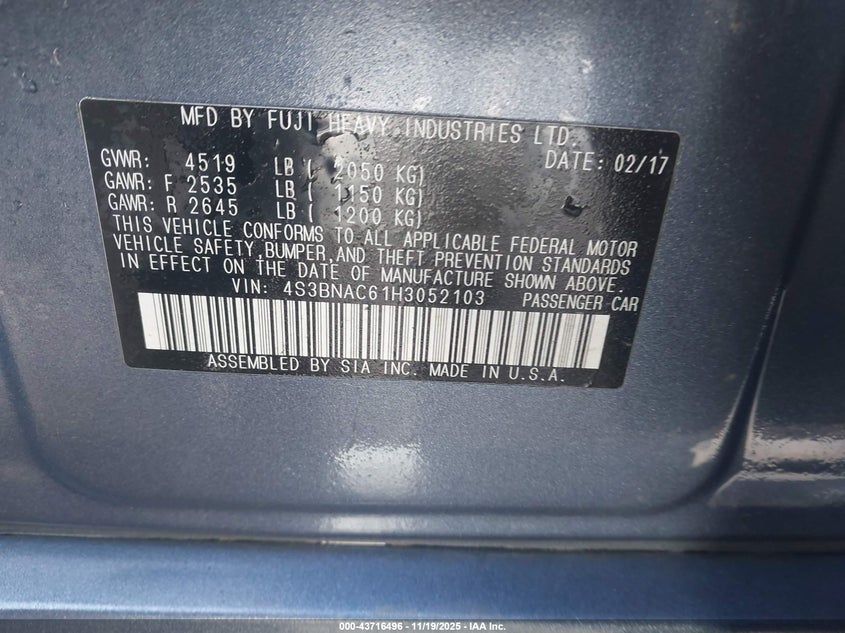 MFD BY FUJI HEAVY INDUSTRIES LTD.
GVWR: 4519 LB ( 2050 KG) DATE: 02/17
GAWR: F 2535 LB ( 1150 KG)
GAWR: R 2645 LB ( 1200 KG)
THIS VEHICLE CONFORMS TO ALL APPLICABLE FEDERAL MOTOR
VEHICLE SAFETY, BUMPER, AND THEFT PREVENTION STANDARDS
IN EFFECT ON THE DATE OF MANUFACTURE SHOWN ABOVE.
VIN: 4S3BNAC61H3052103 PASSENGER CAR
ASSEMBLED BY SIA INC. MADE IN U.S.A.
000-43716496 - 11/19/2025 - IAA Inc.